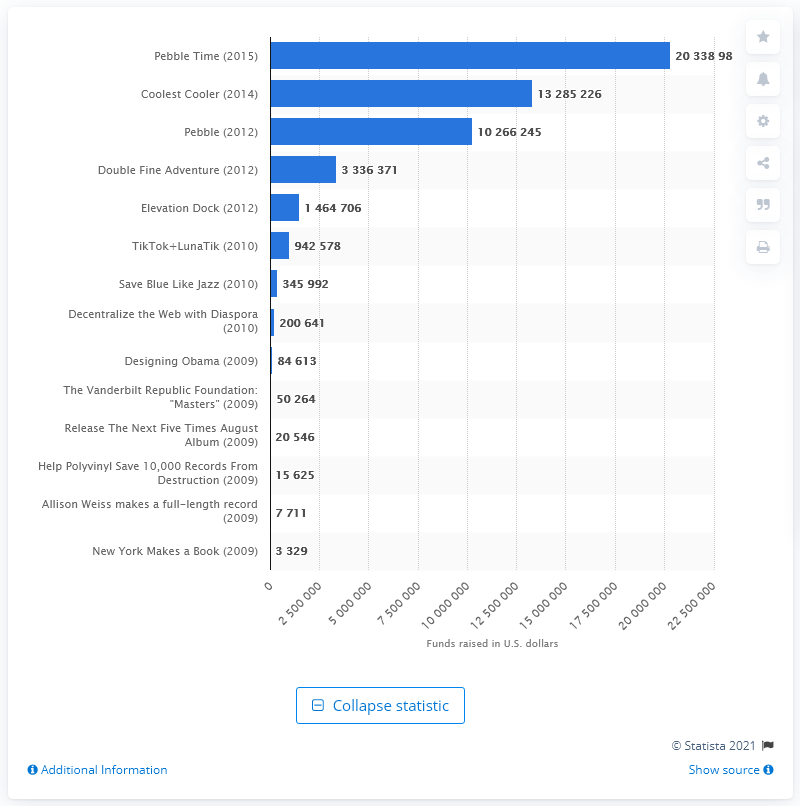 Pebble Time (2015)
20 338 98
Coolest Cooler (2014)
13 285 226
Pebble (2012)
10 266 245
Double Fine Adventure (2012)
3 336 371
Elevation Dock (2012)
1 464 706
TikTok+LunaTik (2010)
942 578
Save Blue Like Jazz (2010)
345 992
Decentralize the Web with Diaspora
(2010)
200 641
Designing Obama (2009)
84 613
The Vanderbilt Republic Foundation:
"Masters" (2009)
50 264
Release The Next Five Times August
Album (2009)
20 546
Help Polyvinyl Save 10,000 Records From
Destruction (2009)
15 625
Allison Weiss makes a full-length record
(2009)
7 711
New York Makes a Book (2009)
3 329
0
2 500 000
5 000 000
7 500 000
10 000 000
12 500 000
15 000 000
17 500 000
20 000 000
22 500 000
Funds raised in U.S. dollars
Collapse statistic
© Statista 2021
Additional Information
Show source